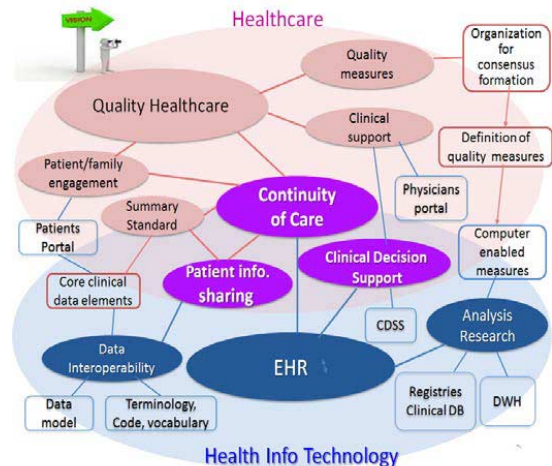 Healthcare
VISION
Quality
measures
Organization
for
consensus
formation
Quality Healthcare
Clinical
support
Definition of
quality measures
Patient/family
engagement
Continuity
of Care
Physicians
portal
Summary
Standard
Patients
Portal
Computer
enabled
measures
Clinical Decision
Support
Patient info.
sharing
Core clinical
data elements
CDSS
Analysis
Research
Data
Interoperability
EHR
Registries
Clinical DB
DWH
Data
model
Terminology,
Code, vocabulary
Health Info Technology